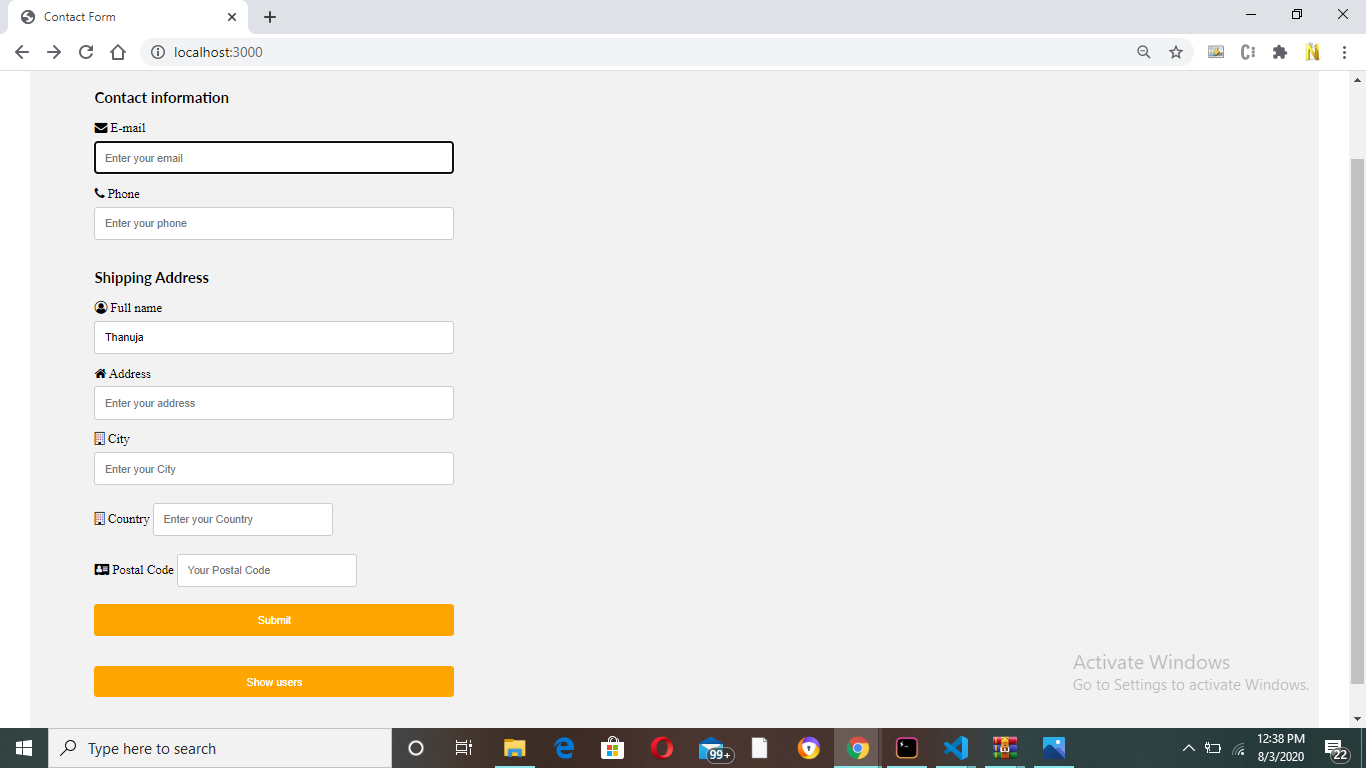 Contact Form
localhost:3000
Contact information
E-mail
Enter your email
Phone
Enter your phone
Shipping Address
Full name
Thanuja
Address
Enter your address
City
Enter your City
Country Enter your Country
Postal Code Your Postal Code
Submit
Show users
Activate Windows
Go to Settings to activate Windows.
Type here to search
99+
12:38 PM
8/3/2020
22